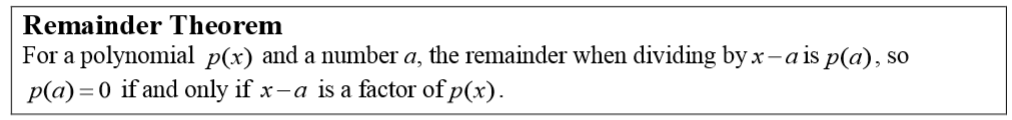 Remainder Theorem
For a polynomial p(x) and a number a, the remainder when dividing by x − a is p(a), so
p(a) = 0 if and only if x − a is a factor of p(x).